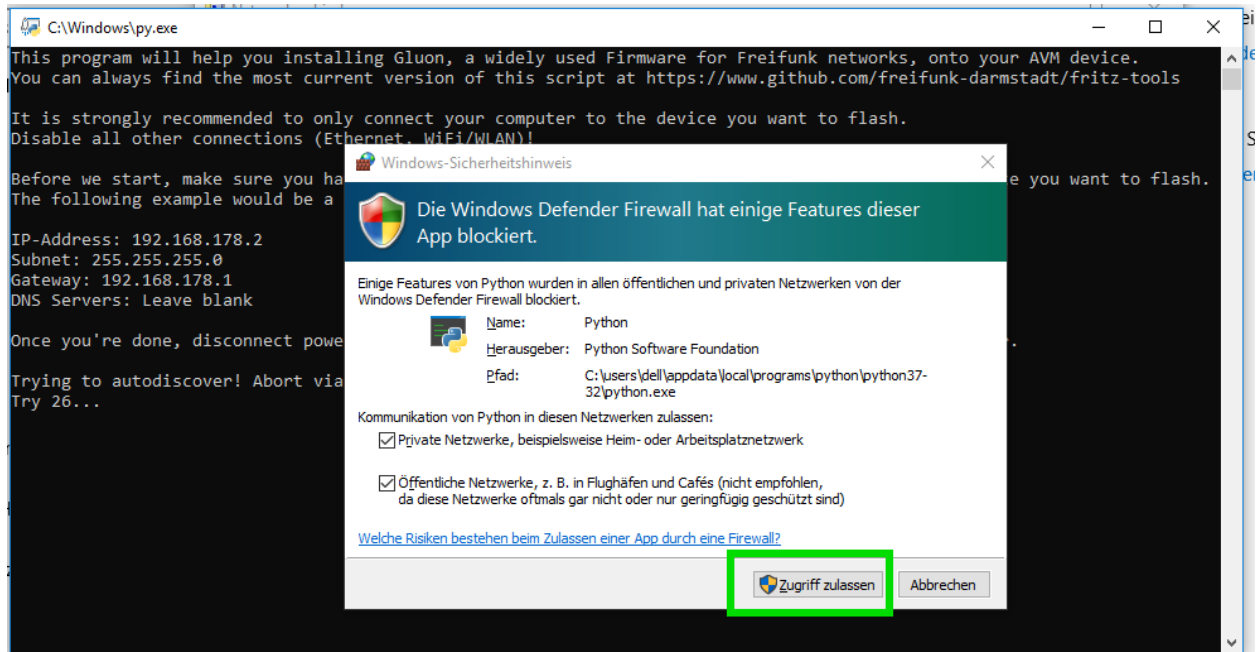 C:\Windows\py.exe
This program will help you installing Gluon, a widely used Firmware for Freifunk networks, onto your AVM device.
You can always find the most current version of this script at https://www.github.com/freifunk-darmstadt/fritz-tools
It is strongly recommended to only connect your computer to the device you want to flash.
Disable all other connections (Ethernet, WiFi/WLAN)!
Before we start, make sure you ha
e you want to flash.
The following example would be a
IP-Address: 192.168.178.2
Subnet: 255.255.255.0
Gateway: 192.168.178.1
DNS Servers: Leave blank
Once you're done, disconnect powe
.
Trying to autodiscover! Abort via
Try 26...
Windows-Sicherheitshinweis
Die Windows Defender Firewall hat einige Features dieser
App blockiert.
Einige Features von Python wurden in allen öffentlichen und privaten Netzwerken von der
Windows Defender Firewall blockiert.
Name: Python
Herausgeber: Python Software Foundation
Pfad: C:\users\dell\appdata\local\programs\python\python37-
32\python.exe
Kommunikation von Python in diesen Netzwerken zulassen:
Private Netzwerke, beispielsweise Heim- oder Arbeitsplatznetzwerk
Öffentliche Netzwerke, z. B. in Flughäfen und Cafés (nicht empfohlen,
da diese Netzwerke oftmals gar nicht oder nur geringfügig geschützt sind)
Welche Risiken bestehen beim Zulassen einer App durch eine Firewall?
Zugriff zulassen
Abbrechen